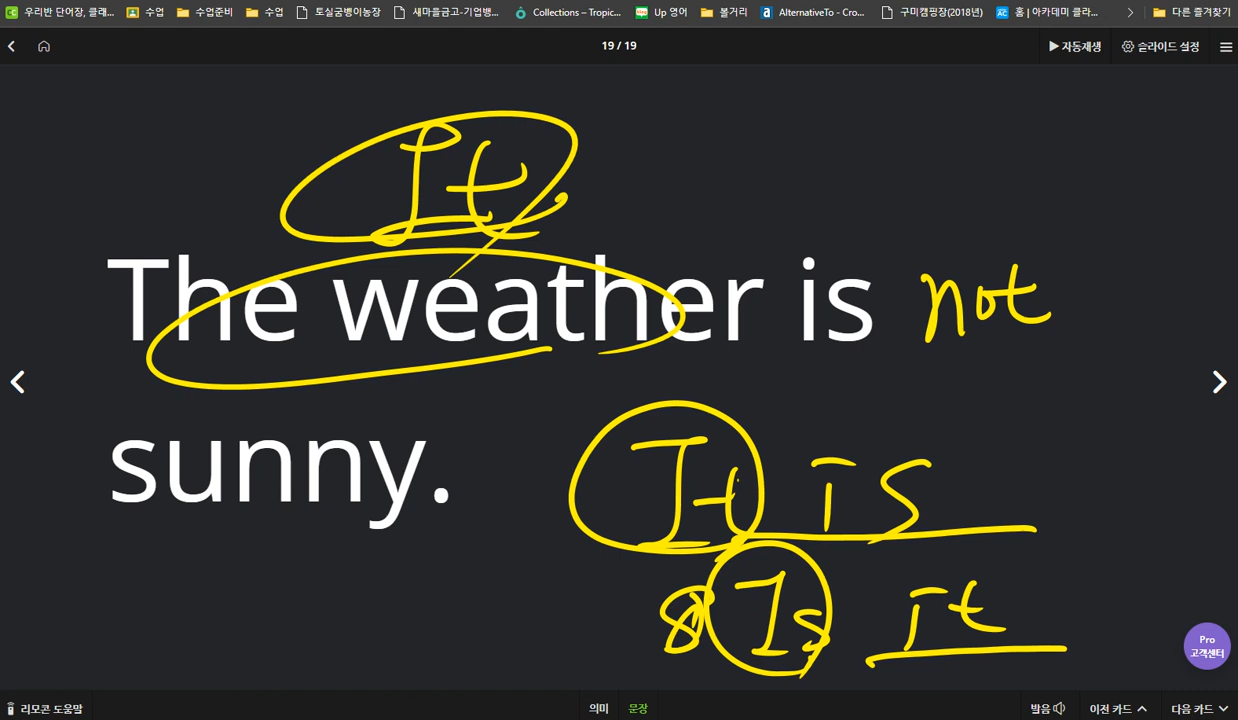 우리반 단어장, 클래... 수업 수업준비 수업 토실궁뱅이농장 새마을금고-기업뱅... Collections – Tropic... Up 영어 볼거리 AlternativeTo - Cro... 구미캠핑장(2018년) 홈 | 아카데미 클라... 다른 즐겨찾기
19 / 19 자동재생 슬라이드 설정
It
The weather is not
sunny.
It is
Is it
Pro
고객센터
리모콘 도움말 의미 문장 발음 이전 카드 다음 카드